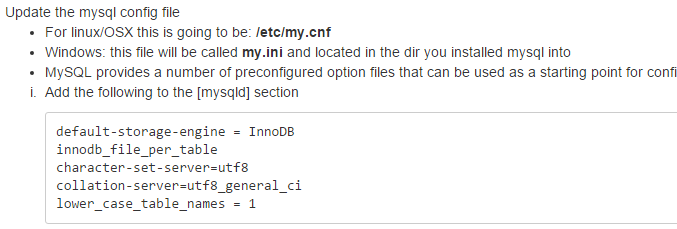 Update the mysql config file
• For linux/OSX this is going to be: /etc/my.cnf
• Windows: this file will be called my.ini and located in the dir you installed mysql into
• MySQL provides a number of preconfigured option files that can be used as a starting point for confi
i. Add the following to the [mysqld] section
default-storage-engine = InnoDB
innodb_file_per_table
character-set-server=utf8
collation-server=utf8_general_ci
lower_case_table_names = 1